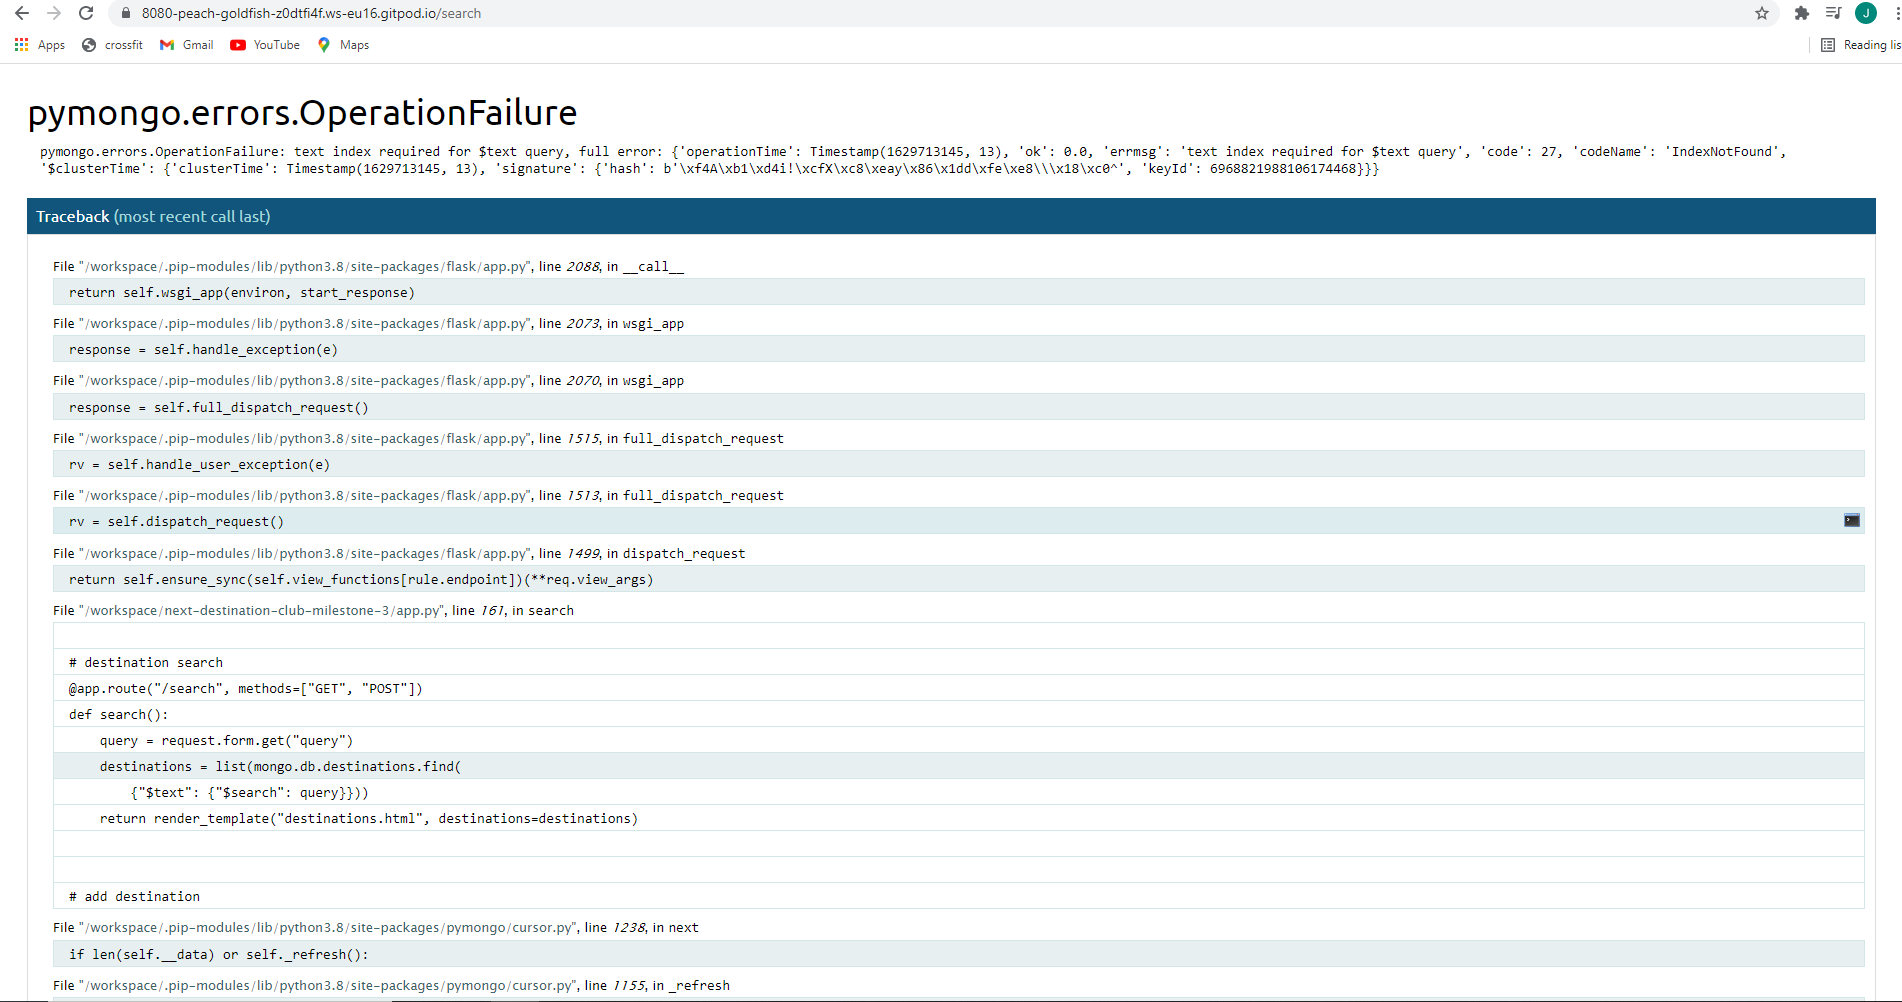 8080-peach-goldfish-z0dtfi4f.ws-eu16.gitpod.io/search
J
Apps crossfit Gmail YouTube Maps Reading lis
pymongo.errors.OperationFailure
pymongo.errors.OperationFailure: text index required for $text query, full error: {'operationTime': Timestamp(1629713145, 13), 'ok': 0.0, 'errmsg': 'text index required for $text query', 'code': 27, 'codeName': 'IndexNotFound',
'$clusterTime': {'clusterTime': Timestamp(1629713145, 13), 'signature': {'hash': b'\xf4A\xb1\xd4i!\xcfX\xc8\xeay\x86\x1dd\xfe\xe8\\\x18\xc0^', 'keyId': 6968821988106174468}}}
Traceback (most recent call last)
File "/workspace/.pip-modules/lib/python3.8/site-packages/flask/app.py", line 2088, in __call__
return self.wsgi_app(environ, start_response)
File "/workspace/.pip-modules/lib/python3.8/site-packages/flask/app.py", line 2073, in wsgi_app
response = self.handle_exception(e)
File "/workspace/.pip-modules/lib/python3.8/site-packages/flask/app.py", line 2070, in wsgi_app
response = self.full_dispatch_request()
File "/workspace/.pip-modules/lib/python3.8/site-packages/flask/app.py", line 1515, in full_dispatch_request
rv = self.handle_user_exception(e)
File "/workspace/.pip-modules/lib/python3.8/site-packages/flask/app.py", line 1513, in full_dispatch_request
rv = self.dispatch_request()
File "/workspace/.pip-modules/lib/python3.8/site-packages/flask/app.py", line 1499, in dispatch_request
return self.ensure_sync(self.view_functions[rule.endpoint])(**req.view_args)
File "/workspace/next-destination-club-milestone-3/app.py", line 161, in search
# destination search
@app.route("/search", methods=["GET", "POST"])
def search():
query = request.form.get("query")
destinations = list(mongo.db.destinations.find(
{"$text": {"$search": query}}))
return render_template("destinations.html", destinations=destinations)
# add destination
File "/workspace/.pip-modules/lib/python3.8/site-packages/pymongo/cursor.py", line 1238, in next
if len(self.__data) or self._refresh():
File "/workspace/.pip-modules/lib/python3.8/site-packages/pymongo/cursor.py", line 1155, in _refresh